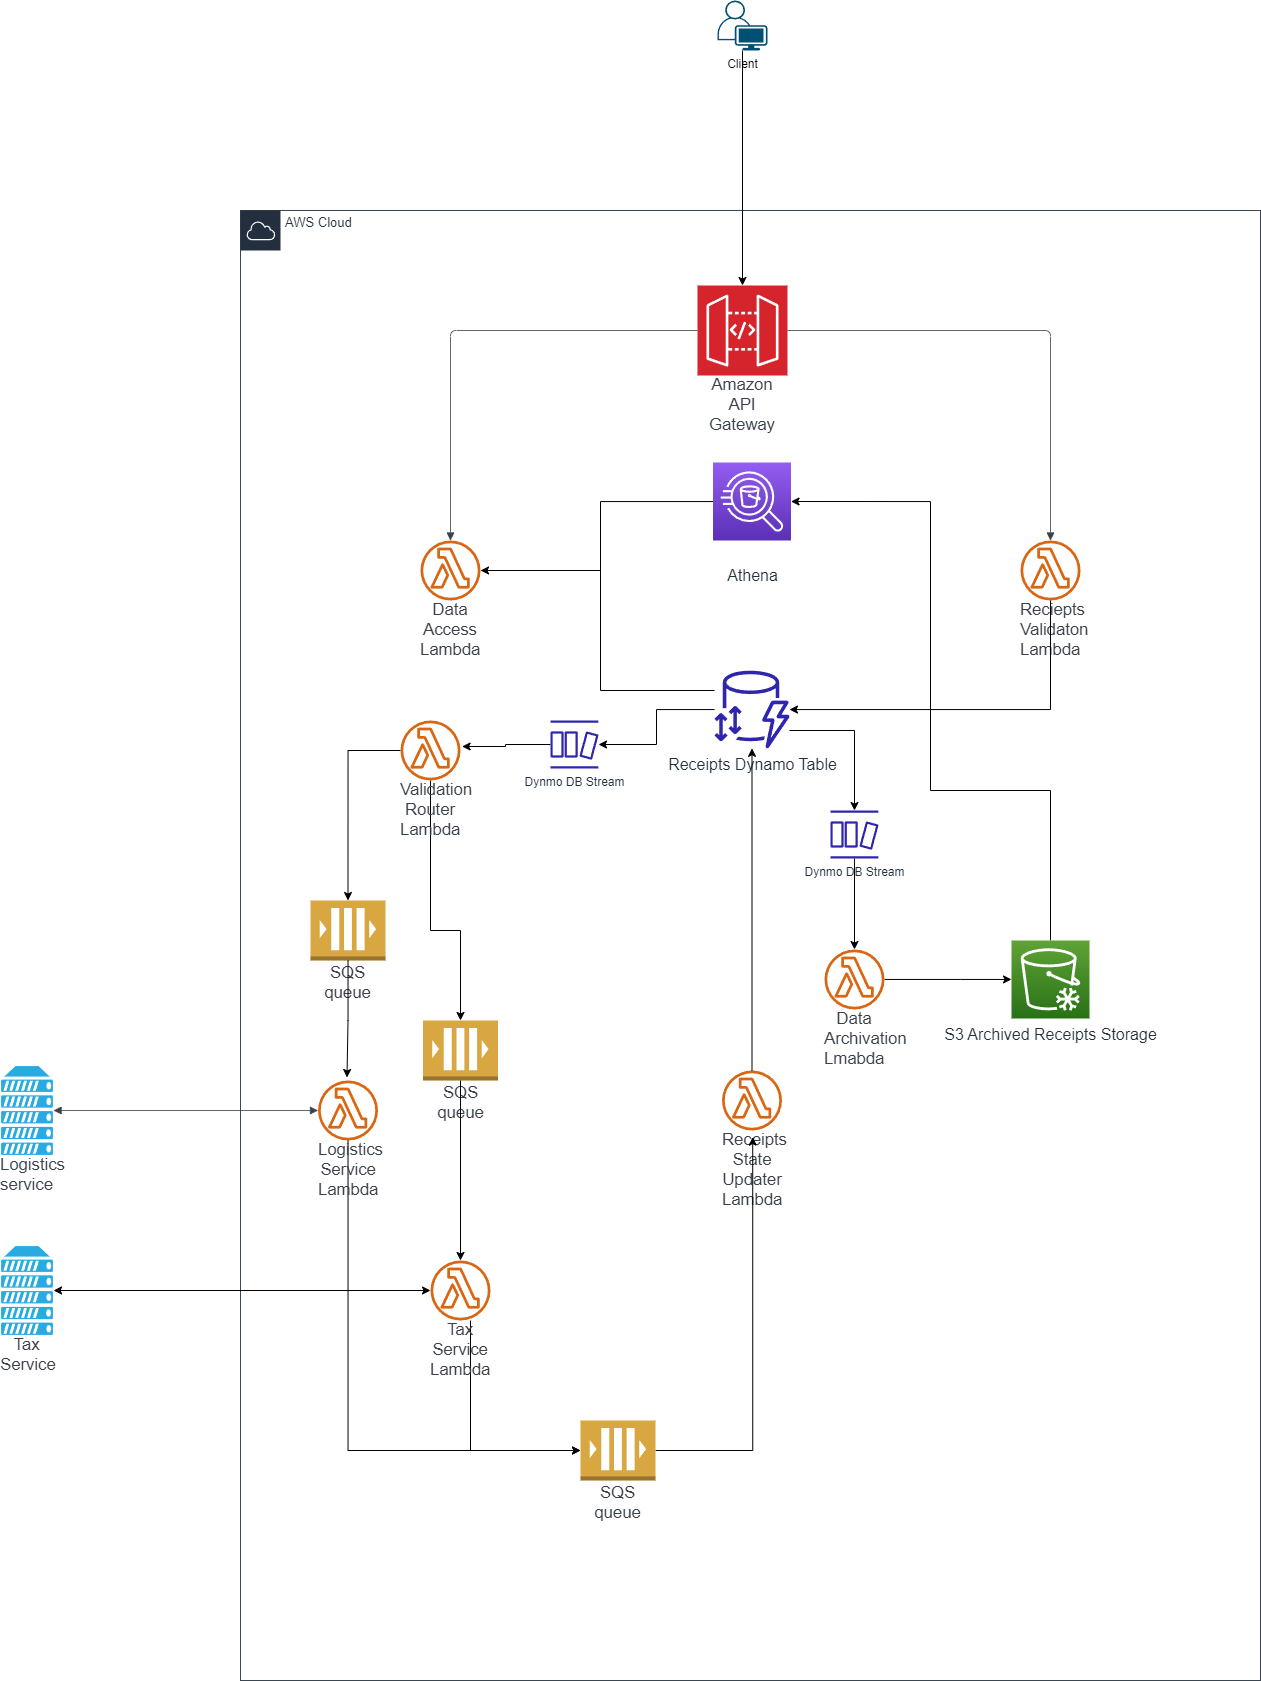 Client
AWS Cloud
Amazon
API
Gateway
Athena
Data
Access
Lambda
Reciepts
Validaton
Lambda
Receipts Dynamo Table
Dynmo DB Stream
Validation
Router
Lambda
Dynmo DB Stream
SQS
queue
Data
Archivation
Lmabda
S3 Archived Receipts Storage
SQS
queue
Logistics
service
Logistics
Service
Lambda
Receipts
State
Updater
Lambda
Tax
Service
Tax
Service
Lambda
SQS
queue